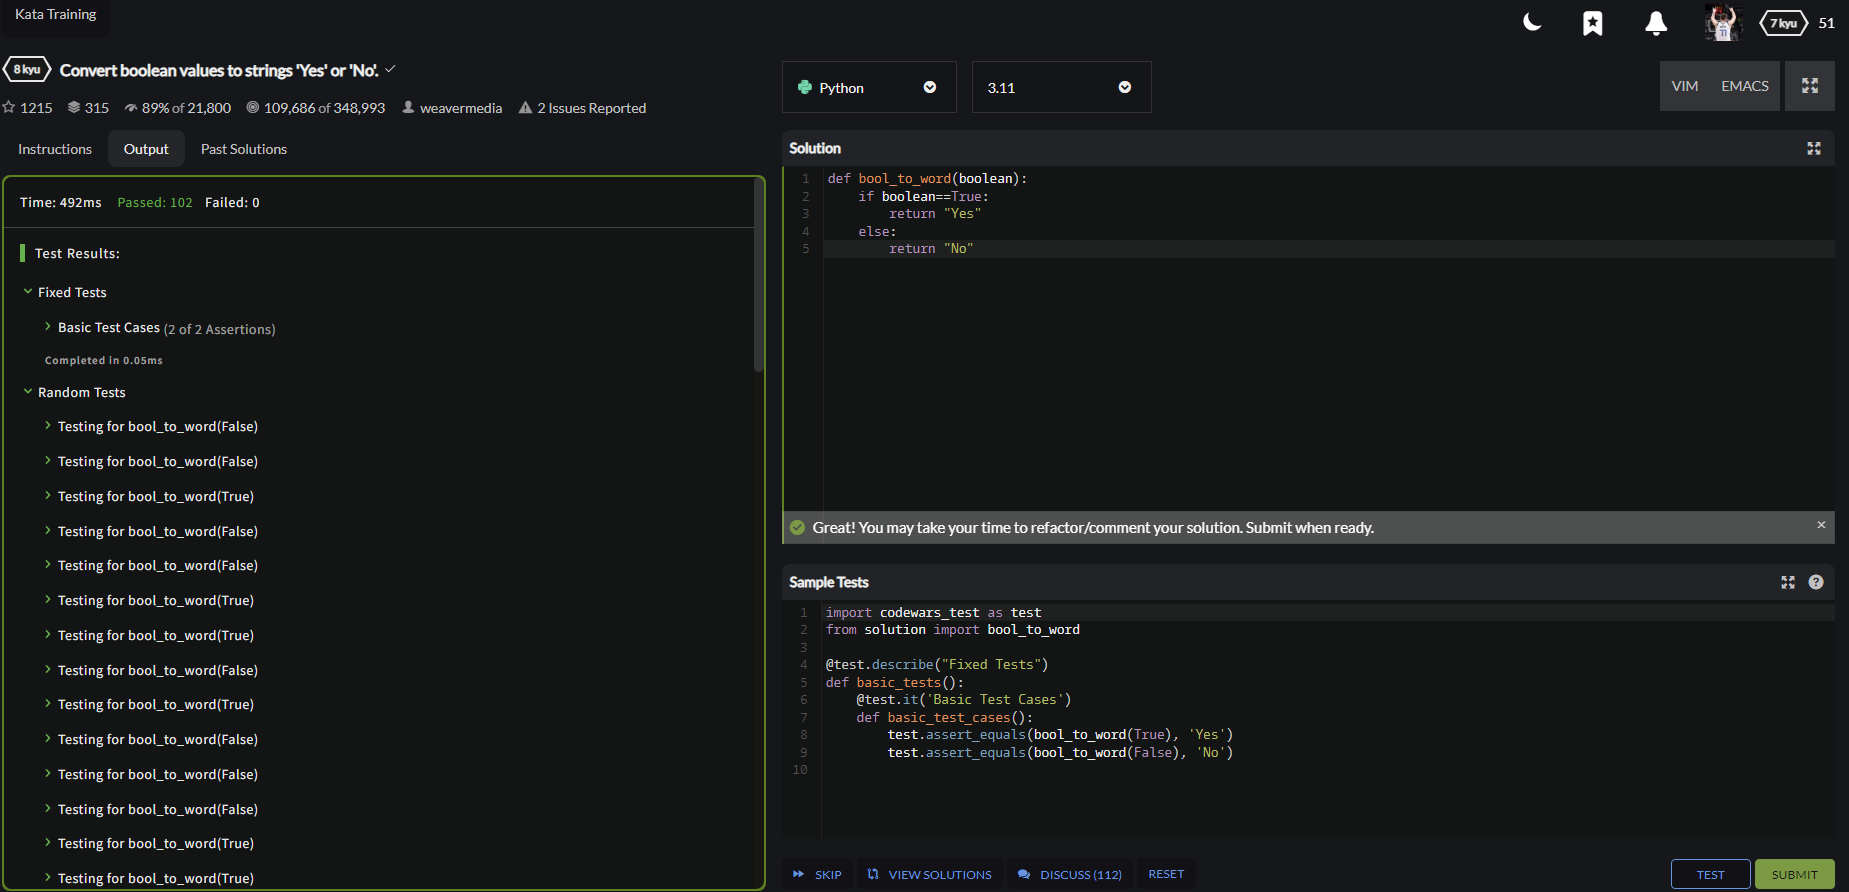 Kata Training
7 kyu 51
8 kyu Convert boolean values to strings 'Yes' or 'No'.
1215 315 89% of 21,800 109,686 of 348,993 weavermedia 2 Issues Reported
Python 3.11 VIM EMACS
Instructions Output Past Solutions
Time: 492ms Passed: 102 Failed: 0
Test Results:
Fixed Tests
Basic Test Cases (2 of 2 Assertions)
Completed in 0.05ms
Random Tests
Testing for bool_to_word(False)
Testing for bool_to_word(False)
Testing for bool_to_word(True)
Testing for bool_to_word(False)
Testing for bool_to_word(False)
Testing for bool_to_word(True)
Testing for bool_to_word(True)
Testing for bool_to_word(False)
Testing for bool_to_word(True)
Testing for bool_to_word(False)
Testing for bool_to_word(False)
Testing for bool_to_word(False)
Testing for bool_to_word(True)
Testing for bool_to_word(True)
Solution
1 def bool_to_word(boolean):
2     if boolean==True:
3         return "Yes"
4     else:
5         return "No"
Great! You may take your time to refactor/comment your solution. Submit when ready.
Sample Tests
1 import codewars_test as test
2 from solution import bool_to_word
3
4 @test.describe("Fixed Tests")
5 def basic_tests():
6     @test.it('Basic Test Cases')
7     def basic_test_cases():
8         test.assert_equals(bool_to_word(True), 'Yes')
9         test.assert_equals(bool_to_word(False), 'No')
10
SKIP VIEW SOLUTIONS DISCUSS (112) RESET TEST SUBMIT